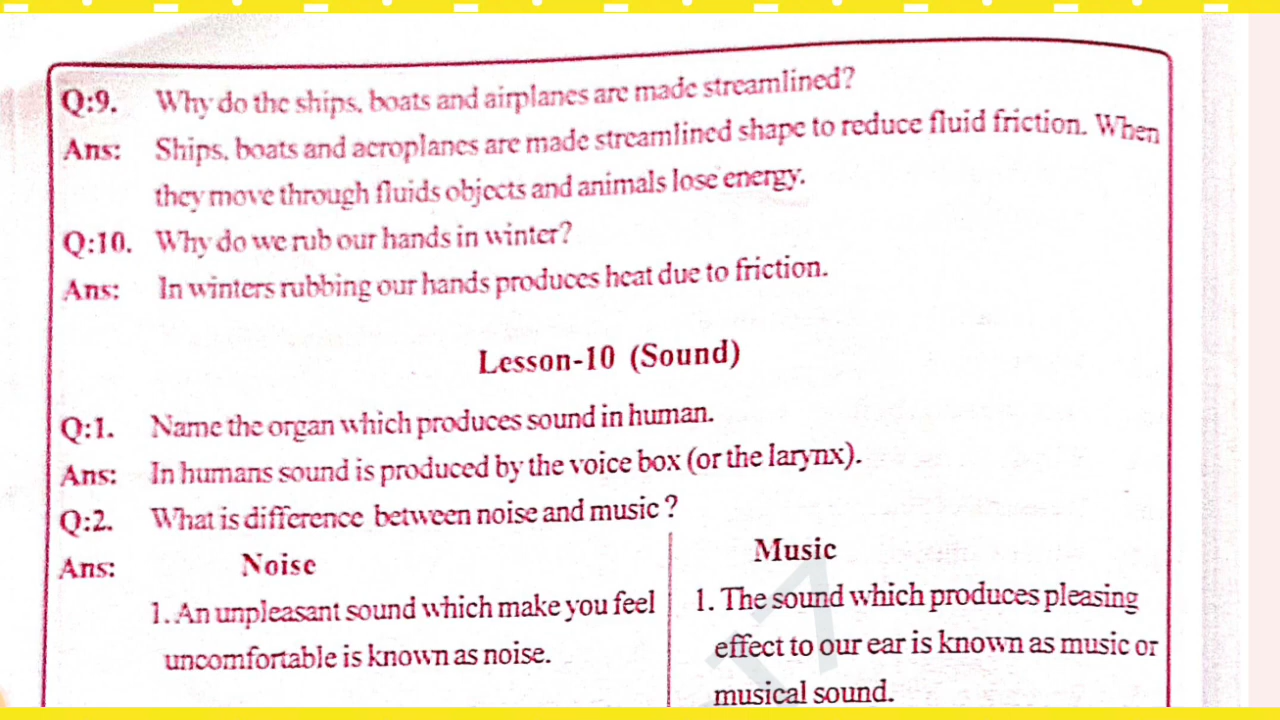 Q:9. Why do the ships, boats and airplanes are made streamlined?
Ans: Ships, boats and aeroplanes are made streamlined shape to reduce fluid friction. When
they move through fluids objects and animals lose energy.
Q:10. Why do we rub our hands in winter?
Ans: In winters rubbing our hands produces heat due to friction.
Lesson-10 (Sound)
Q:1. Name the organ which produces sound in human.
Ans: In humans sound is produced by the voice box (or the larynx).
Q:2. What is difference between noise and music ?
Ans: Noise
1. An unpleasant sound which make you feel
uncomfortable is known as noise.
Music
1. The sound which produces pleasing
effect to our ear is known as music or
musical sound.
17